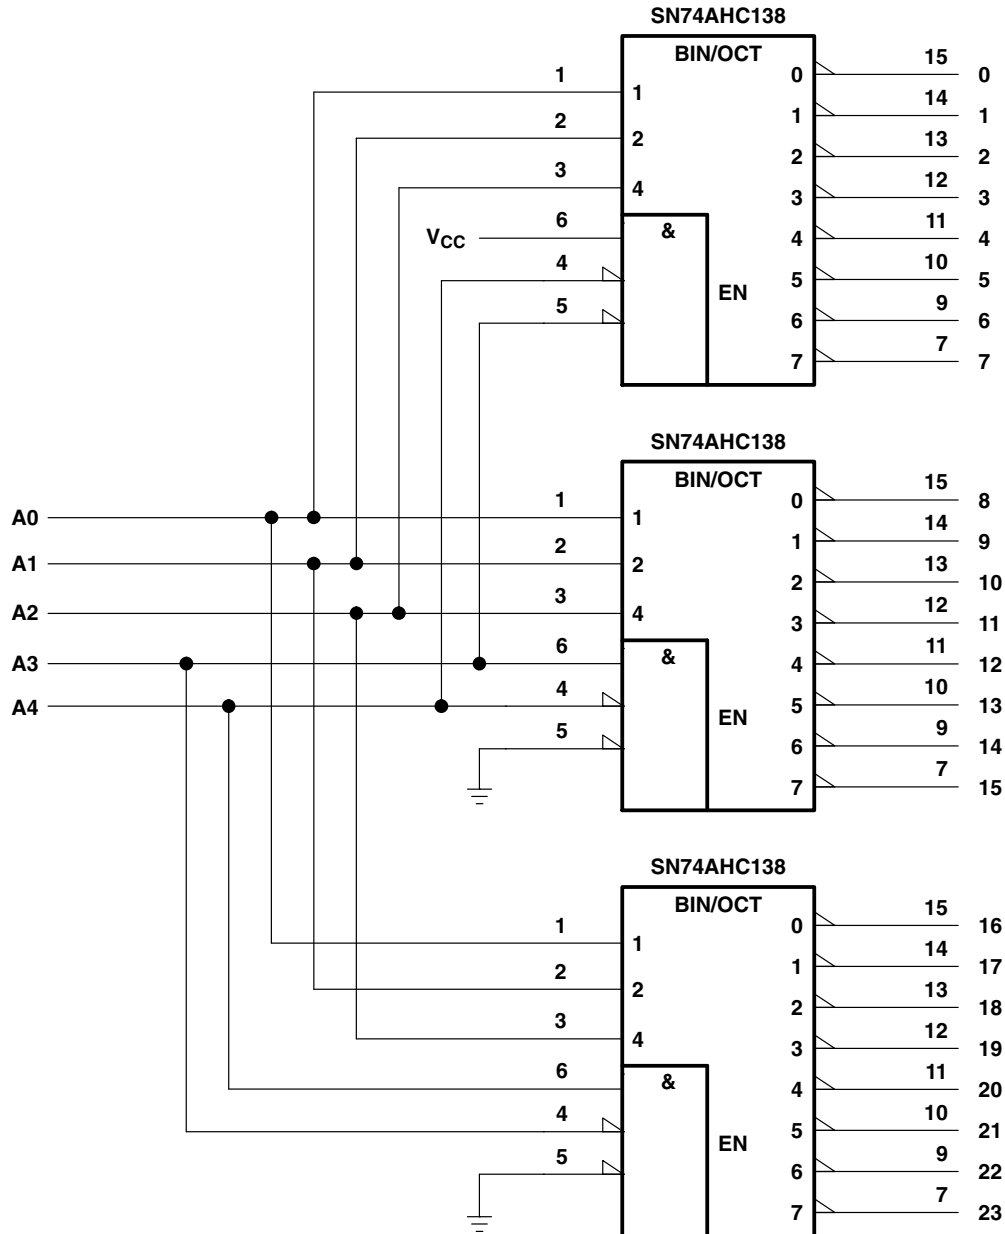 SN74AHC138
BIN/OCT
1 1 0 15 0
2 2 1 14 1
3 4 2 13 2
3 12 3
VCC 6 & 4 11 4
4 EN 5 10 5
5 6 9 6
7 7 7
SN74AHC138
BIN/OCT
A0 1 1 0 15 8
A1 2 2 1 14 9
A2 3 4 2 13 10
3 12 11
A3 6 & 4 11 12
A4 4 EN 5 10 13
5 6 9 14
7 7 15
SN74AHC138
BIN/OCT
1 1 0 15 16
2 2 1 14 17
3 4 2 13 18
3 12 19
6 & 4 11 20
4 EN 5 10 21
5 6 9 22
7 7 23